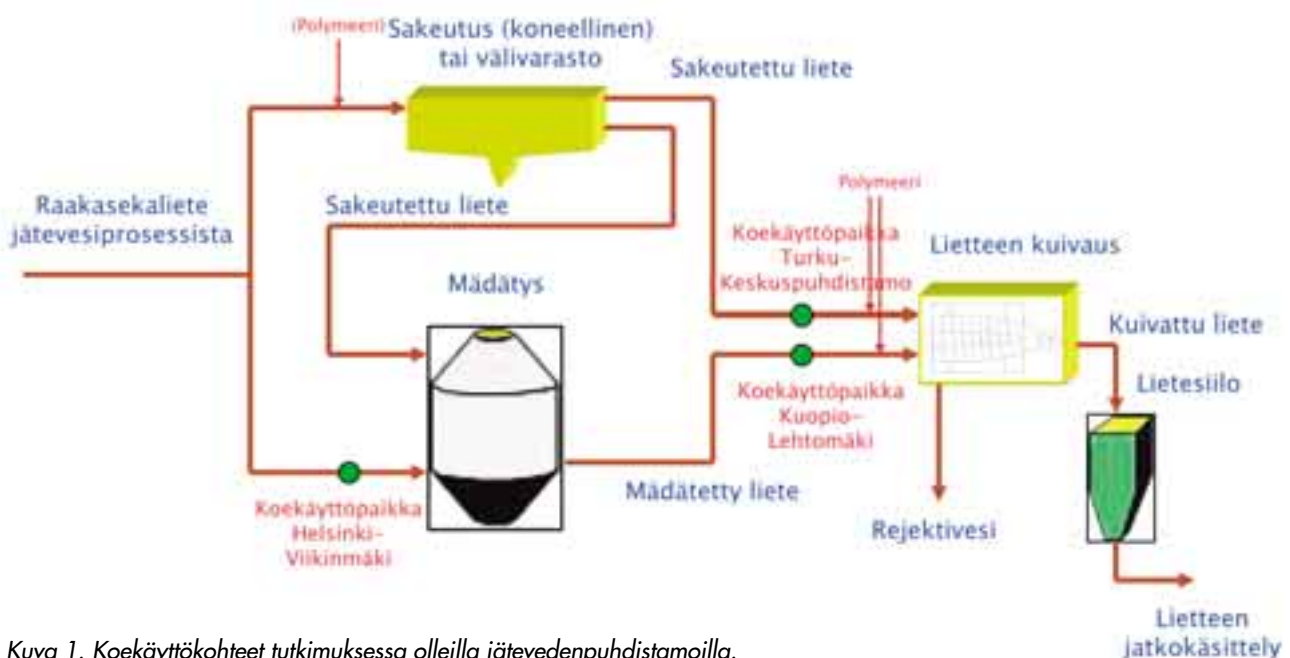 (Polymeeri)
Sakeutus (koneellinen)
tai välivarasto
Sakeutettu liete
Raakasekaliete
jätevesiprosessista
Sakeutettu liete
Polymeeri
Koekäyttöpaikka
Turku-
Keskuspuhdistamo
Lietteen kuivaus
Mädätys
Kuivattu liete
Lietesiilo
Koekäyttöpaikka
Kuopio-
Lehtomäki
Mädätetty liete
Koekäyttöpaikka
Helsinki-
Viikinmäki
Rejektivesi
Lietteen
jatkokäsittely
Kuva 1. Koekäyttökohteet tutkimuksessa olleilla jätevedenpuhdistamoilla.